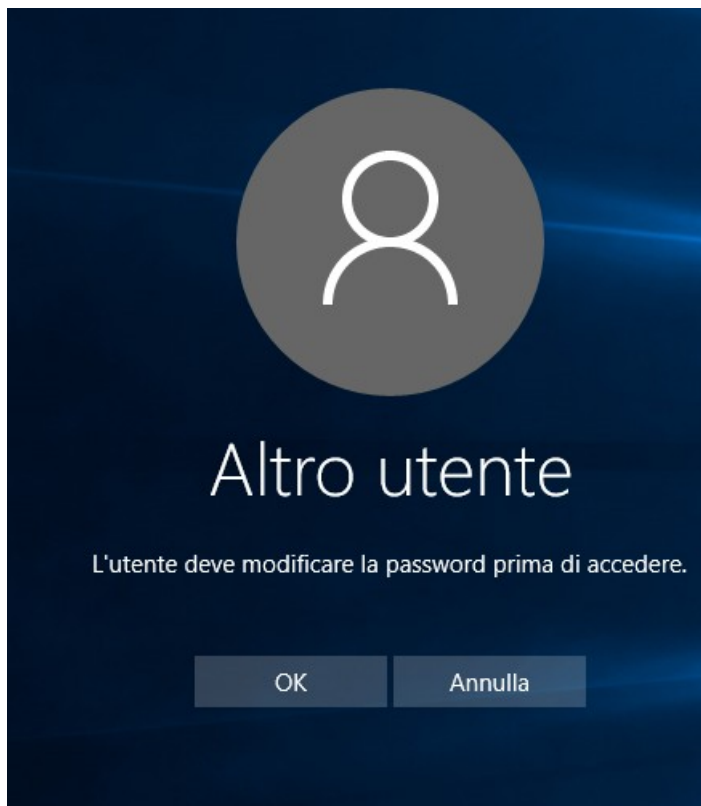 Altro utente
L'utente deve modificare la password prima di accedere.
OK
Annulla